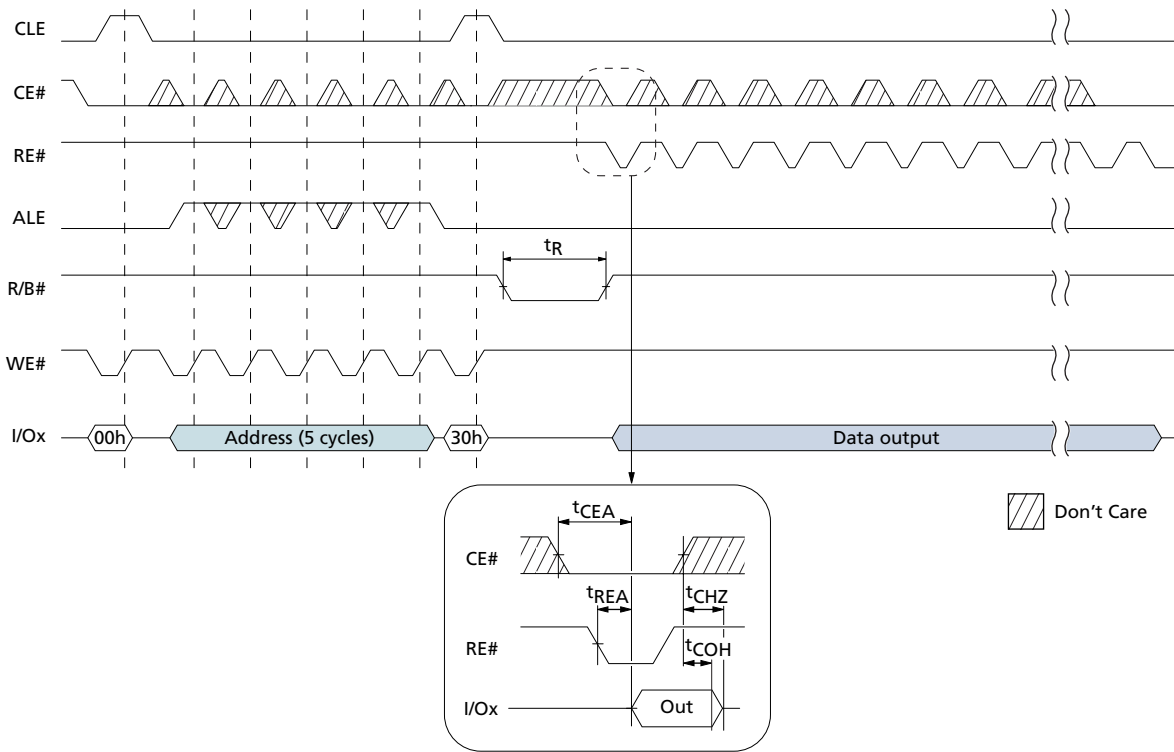 CLE
CE#
RE#
ALE
tR
R/B#
WE#
I/Ox 00h Address (5 cycles) 30h Data output
Don't Care
tCEA
CE#
tREA tCHZ
tCOH
RE#
I/Ox Out